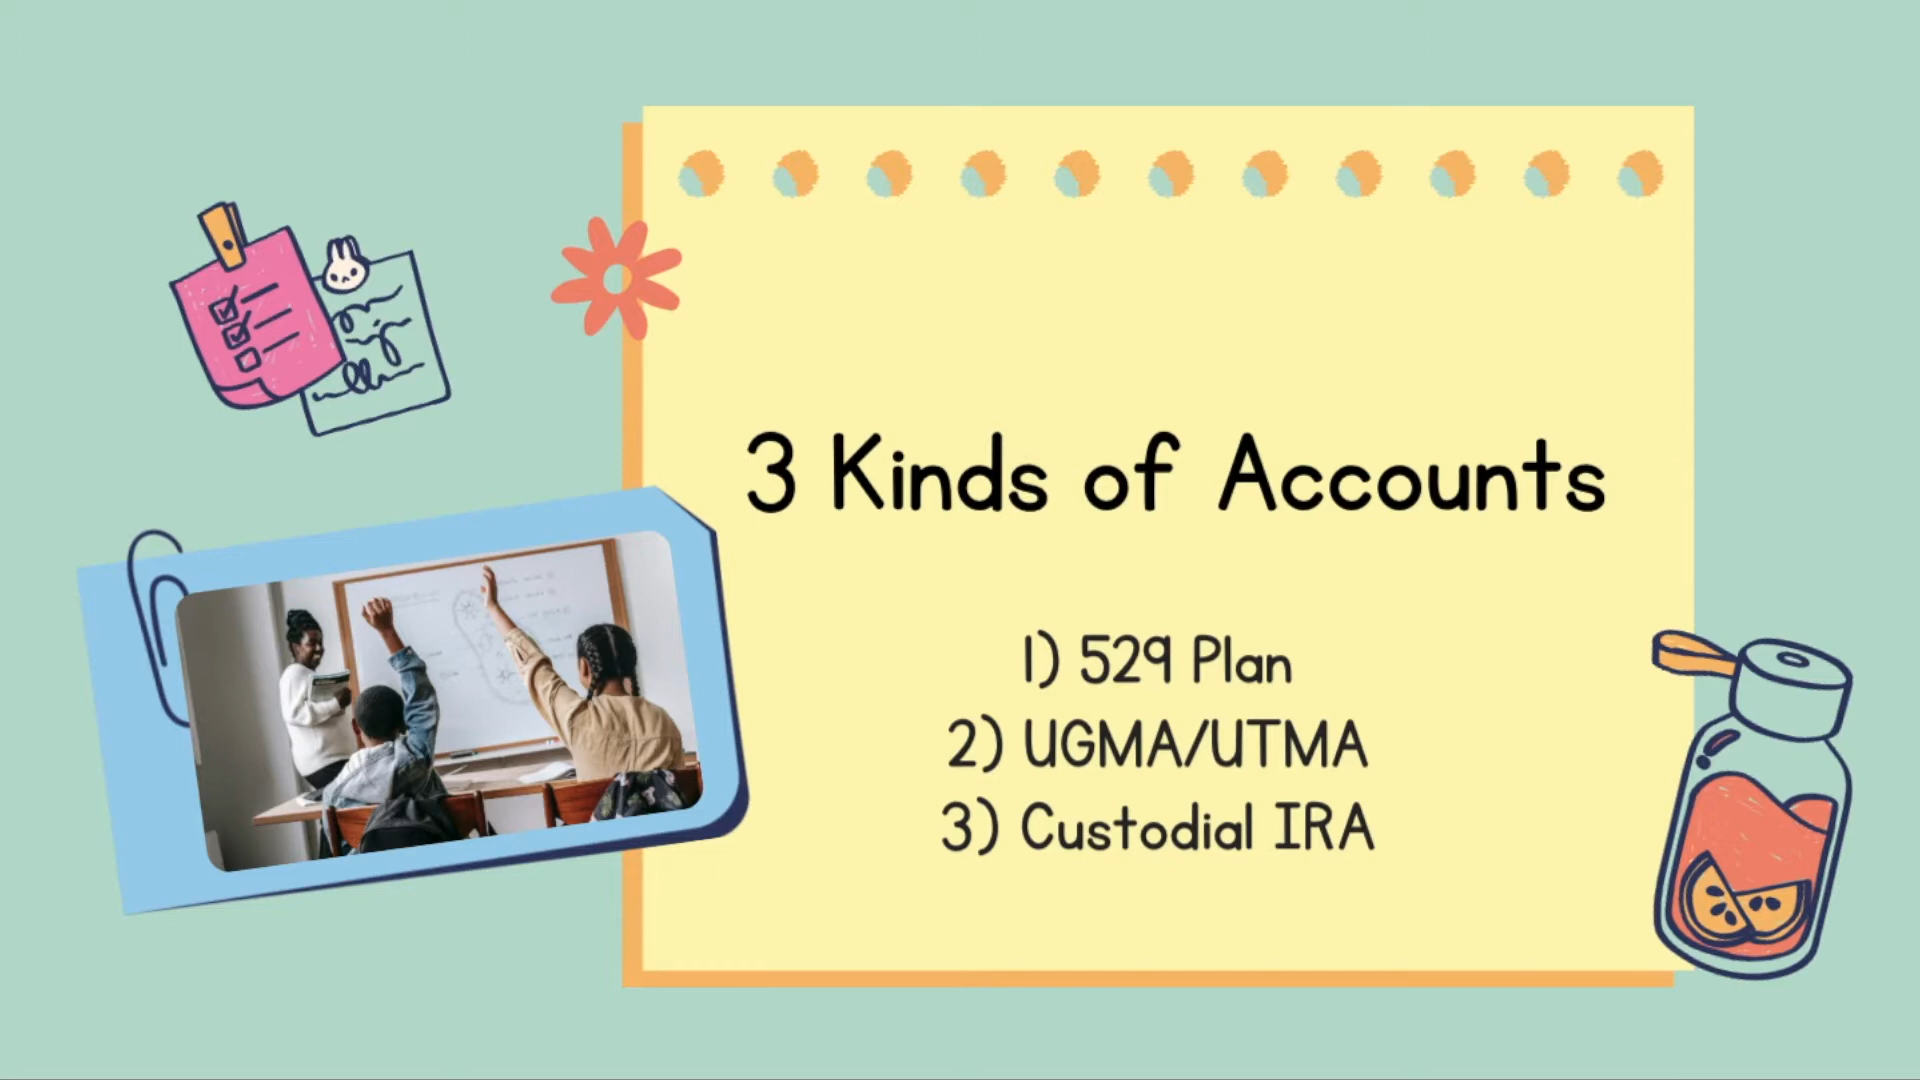 3 Kinds of Accounts
1) 529 Plan
2) UGMA/UTMA
3) Custodial IRA